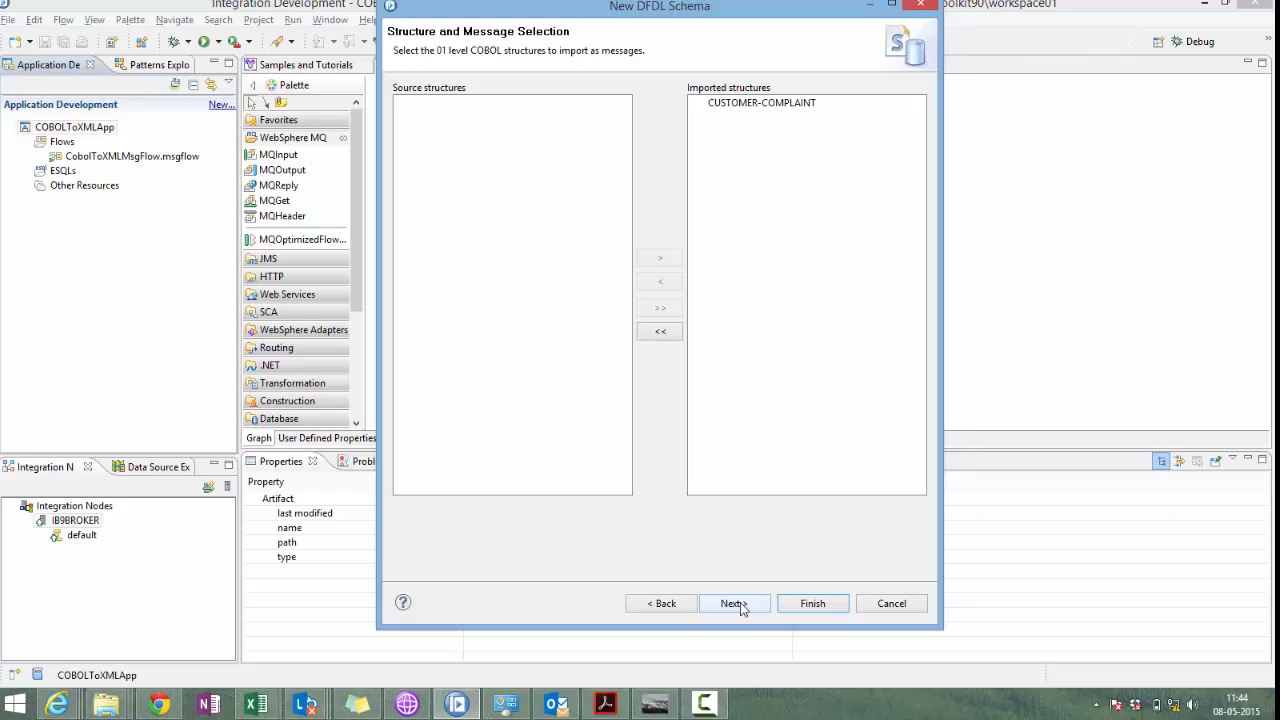 Integration Development - COB
New DFDL Schema
oolkit90\workspace01
File Edit View Palette Navigate Search Project Run Window H
Debug
Structure and Message Selection
Select the 01 level COBOL structures to import as messages.
Application De
Patterns Explo
Application Development
New...
COBOLToXMLApp
Flows
CobolToXMLMsgFlow.msgflow
ESQLs
Other Resources
Samples and Tutorials
Palette
Favorites
WebSphere MQ
MQInput
MQOutput
MQReply
MQGet
MQHeader
MQOptimizedFlow...
JMS
HTTP
Web Services
SCA
WebSphere Adapters
Routing
.NET
Transformation
Construction
Database
Graph User Defined Properties
Source structures
Imported structures
CUSTOMER-COMPLAINT
>
<
>>
<<
< Back
Next >
Finish
Cancel
Integration N
Data Source Ex
Integration Nodes
IB9BROKER
default
Properties
Probl
Property
Artifact
last modified
name
path
type
COBOLToXMLApp
11:44
08-05-2015